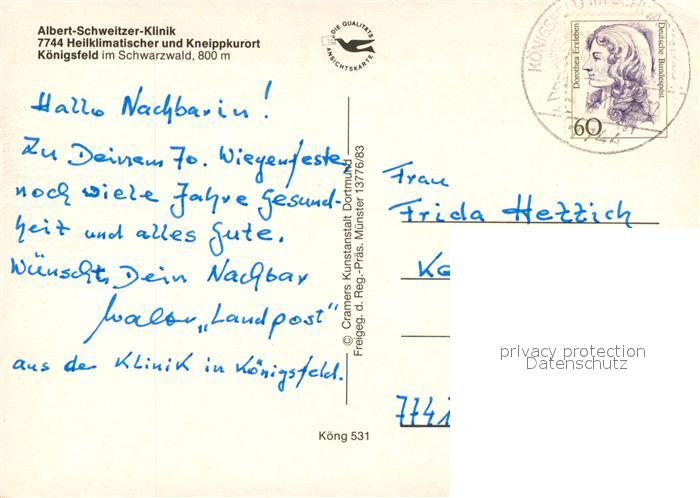 Albert-Schweitzer-Klinik
7744 Heilklimatischer und Kneippkurort
Königsfeld im Schwarzwald, 800 m
DIE QUALITÄTS
ANSICHTSKARTE
Hallo Nachbarin!
Zu Deinem 70. Wiegenfeste
noch viele Jahre Gesund-
heit und alles Gute.
Wünscht Dein Nachbar
Walter „Landpost"
aus der Klinik in Königsfeld.
© Cramers Kunstanstalt Dortmund
Freigeg. d. Reg.-Präs. Münster 13776/83
Köng 531
Dorothea Erxleben
Deutsche Bundespost
60
Frau
Frida Hettich
privacy protection
Datenschutz